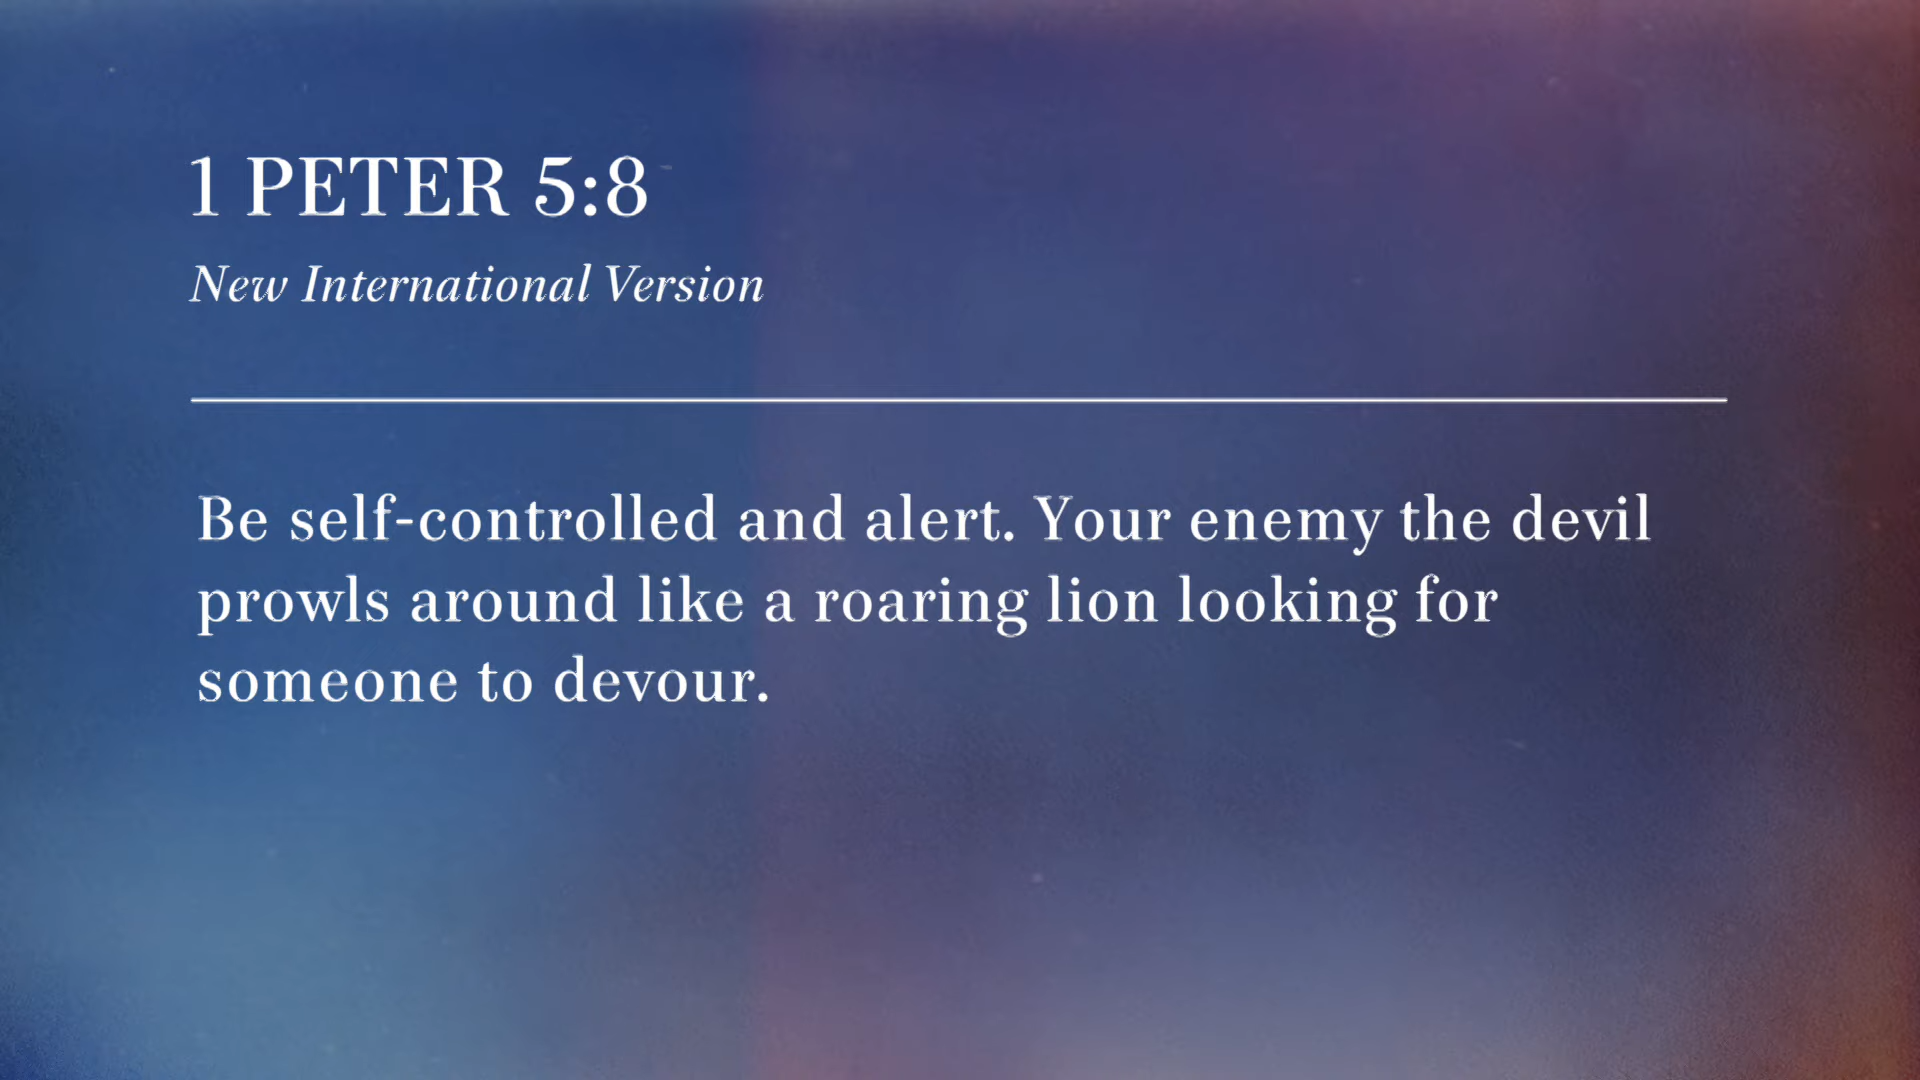 1 PETER 5:8
New International Version
Be self-controlled and alert. Your enemy the devil
prowls around like a roaring lion looking for
someone to devour.